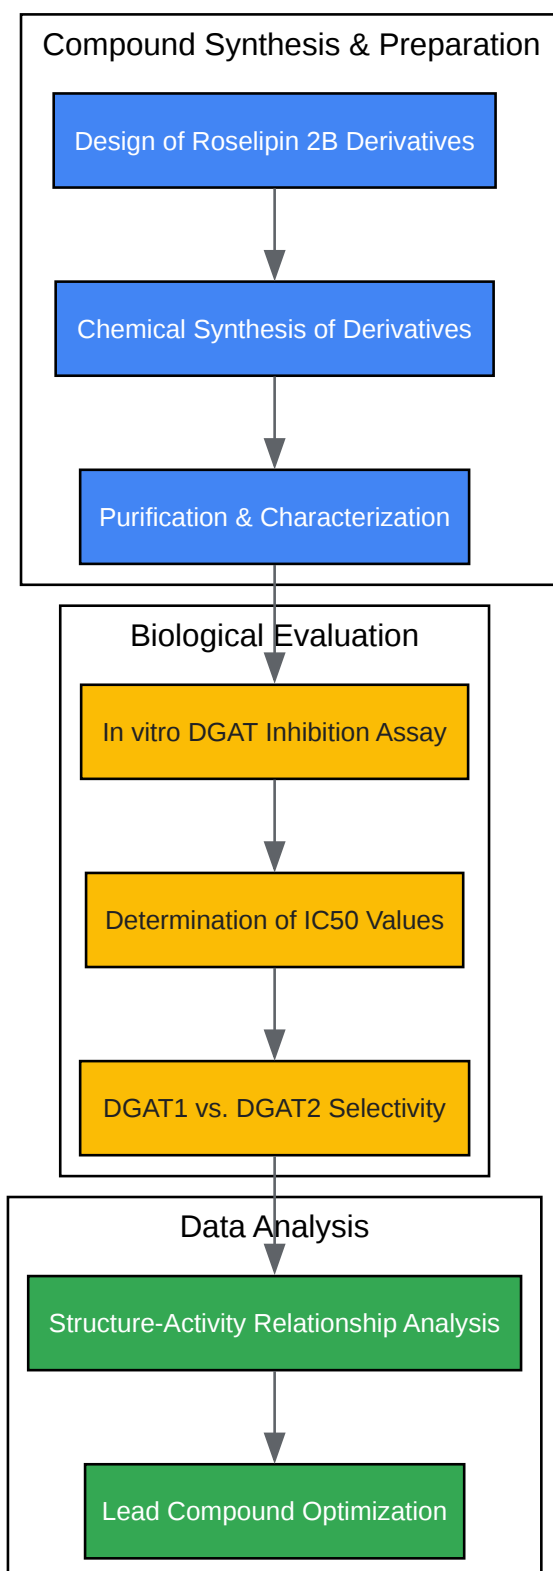 Compound Synthesis & Preparation
Design of Roselipin 2B Derivatives
Chemical Synthesis of Derivatives
Purification & Characterization
Biological Evaluation
In vitro DGAT Inhibition Assay
Determination of IC50 Values
DGAT1 vs. DGAT2 Selectivity
Data Analysis
Structure-Activity Relationship Analysis
Lead Compound Optimization